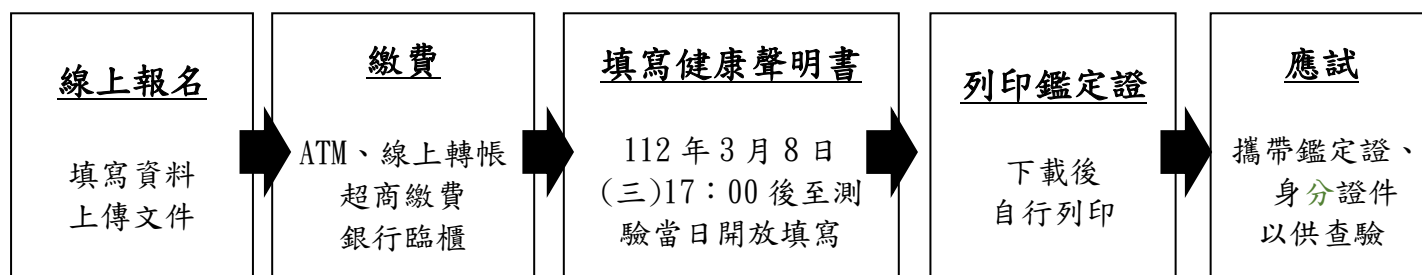 線上報名
填寫資料
上傳文件
繳費
ATM、線上轉帳
超商繳費
銀行臨櫃
填寫健康聲明書
112 年 3 月 8 日
(三)17：00 後至測
驗當日開放填寫
列印鑑定證
下載後
自行列印
應試
攜帶鑑定證、
身分證件
以供查驗